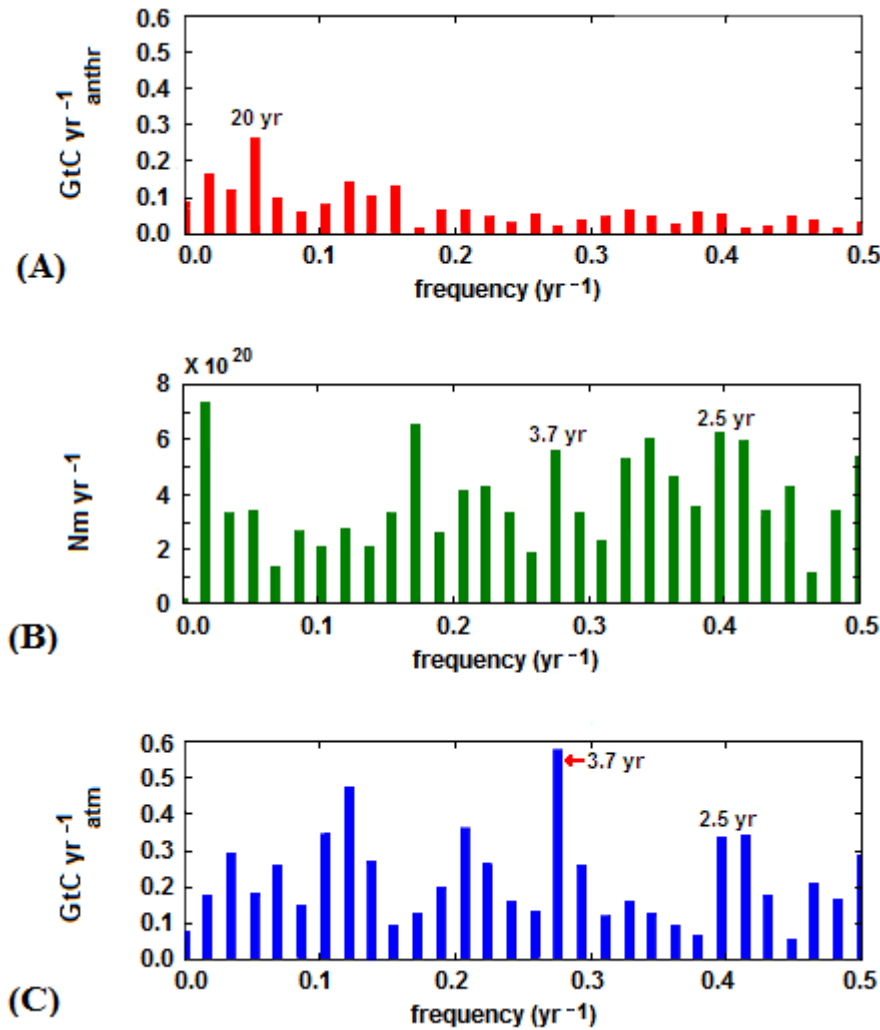 0.6
0.5
0.4
0.3
0.2
0.1
0.0
GtC yr ⁻¹ anthr
20 yr
0.0 0.1 0.2 0.3 0.4 0.5
frequency (yr ⁻¹)
(A)
X 10 ²⁰
8
6
4
2
0
Nm yr ⁻¹
3.7 yr
2.5 yr
0.0 0.1 0.2 0.3 0.4 0.5
frequency (yr ⁻¹)
(B)
0.6
0.5
0.4
0.3
0.2
0.1
0.0
GtC yr ⁻¹ atm
3.7 yr
2.5 yr
0.0 0.1 0.2 0.3 0.4 0.5
frequency (yr ⁻¹)
(C)